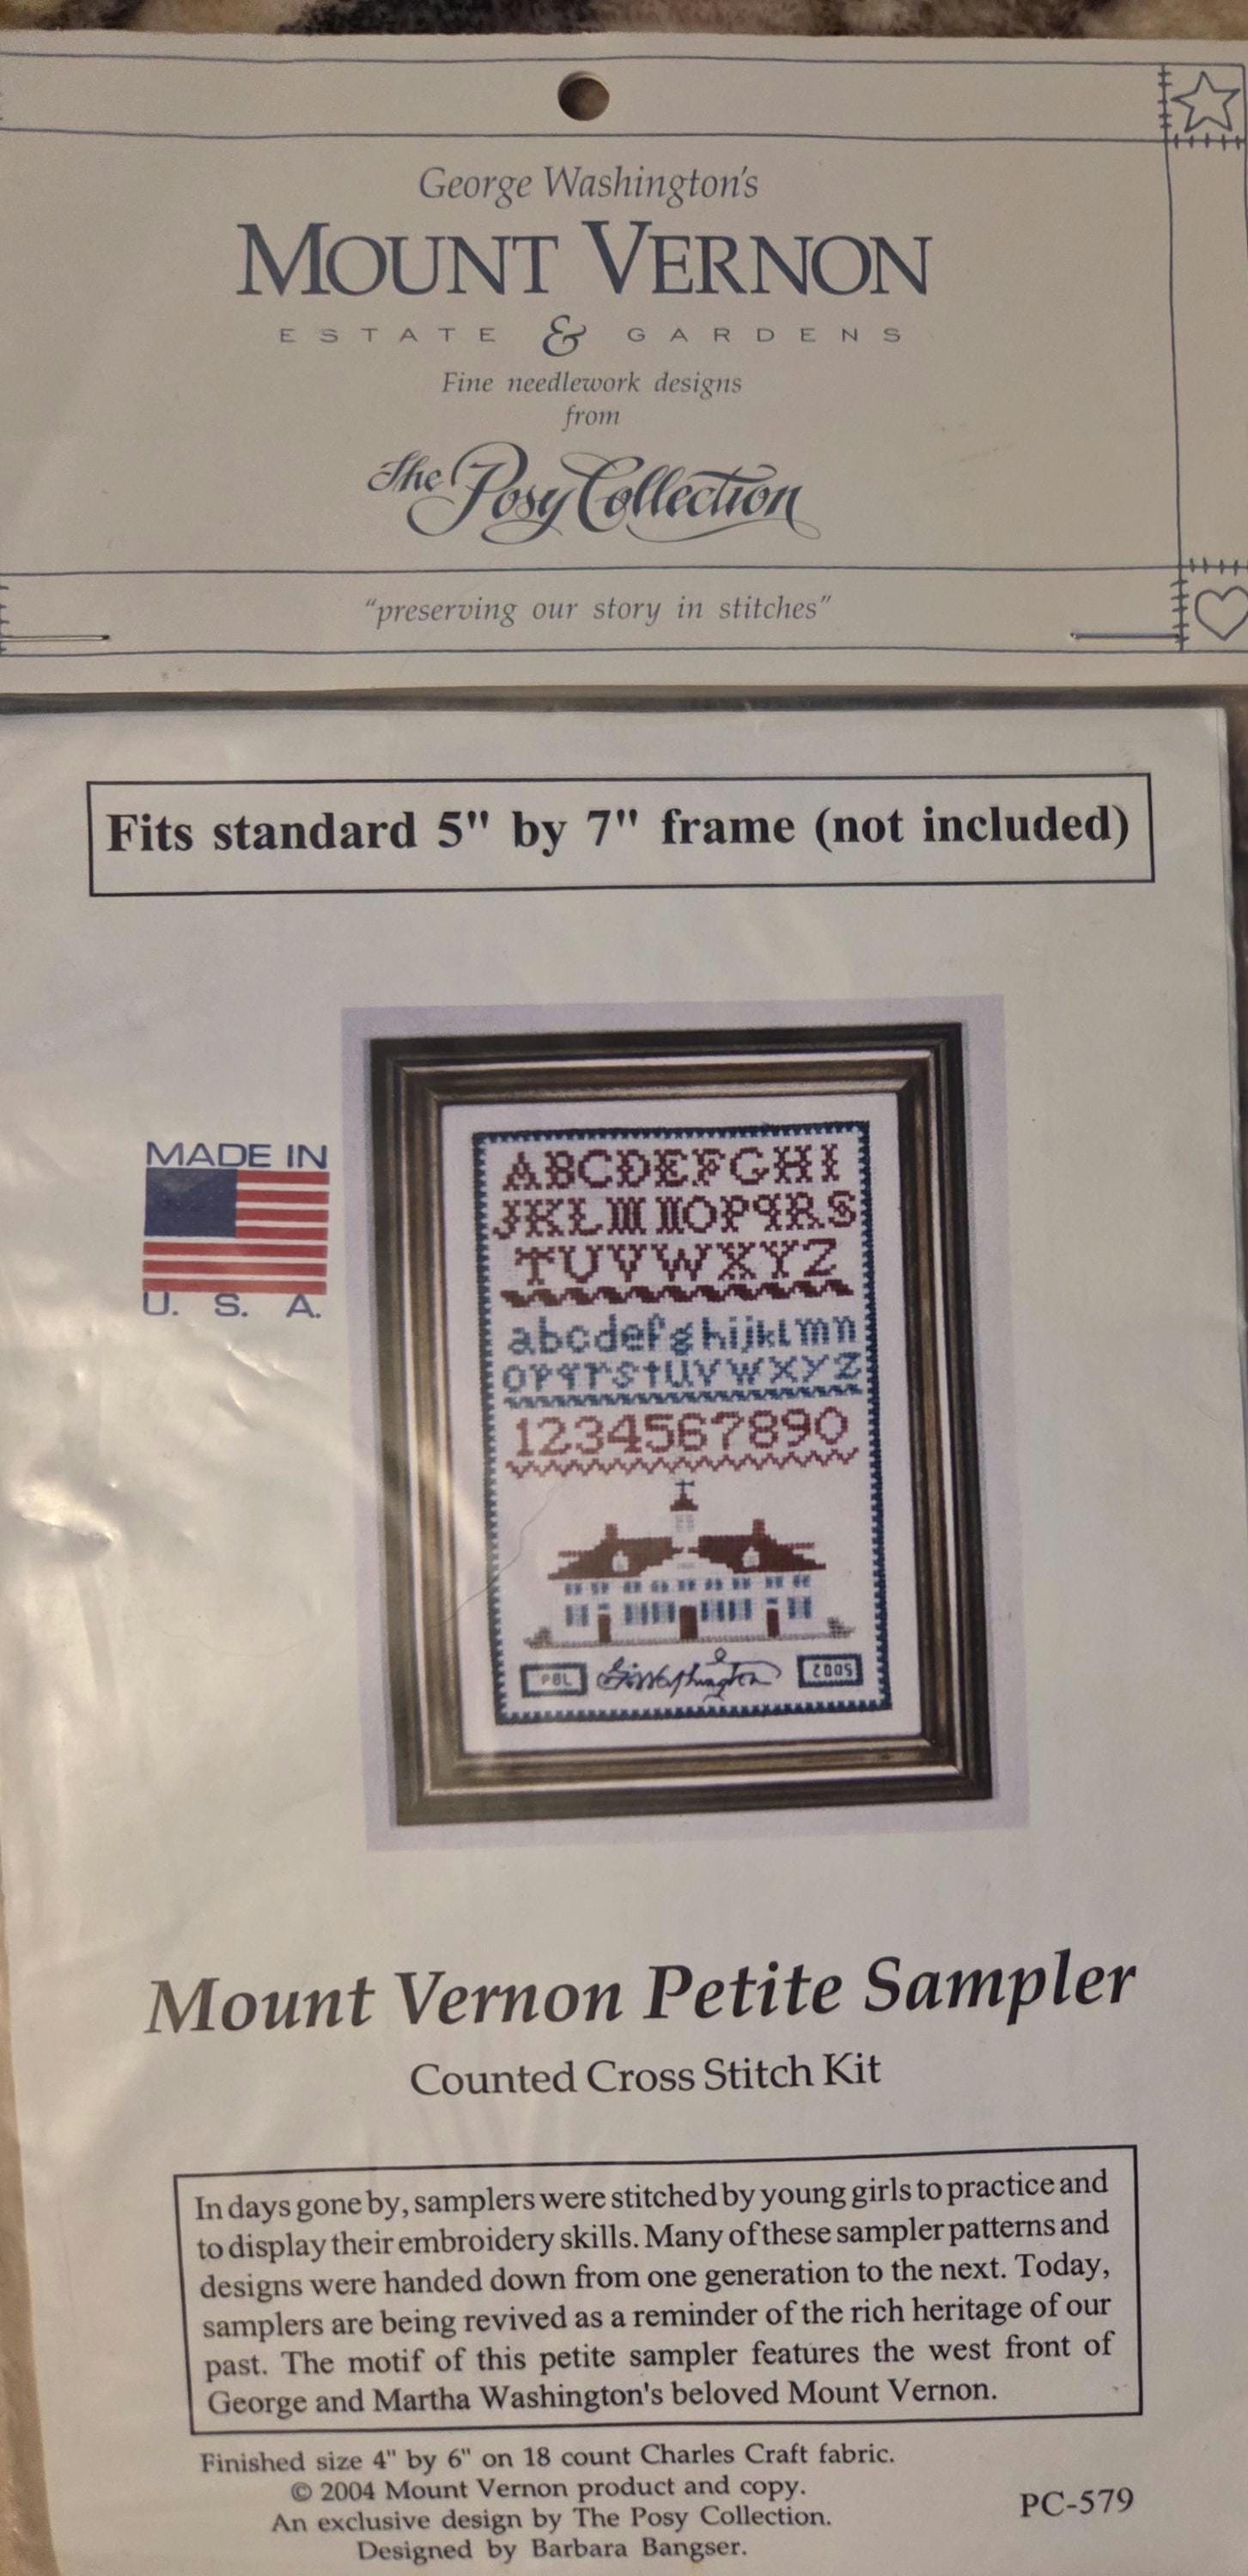 George Washington's
MOUNT VERNON
ESTATE & GARDENS
Fine needlework designs
from
The Posy Collection
"preserving our story in stitches"
Fits standard 5" by 7" frame (not included)
MADE IN
U. S. A.
ABCDEFGHI
JKLMNOPQRS
TUVWXYZ
abcdefghijklmn
opqrstuvwxyz
1234567890
PBL G:Washington 2005
Mount Vernon Petite Sampler
Counted Cross Stitch Kit
In days gone by, samplers were stitched by young girls to practice and
to display their embroidery skills. Many of these sampler patterns and
designs were handed down from one generation to the next. Today,
samplers are being revived as a reminder of the rich heritage of our
past. The motif of this petite sampler features the west front of
George and Martha Washington's beloved Mount Vernon.
Finished size 4" by 6" on 18 count Charles Craft fabric.
© 2004 Mount Vernon product and copy.
An exclusive design by The Posy Collection.
Designed by Barbara Bangser.
PC-579